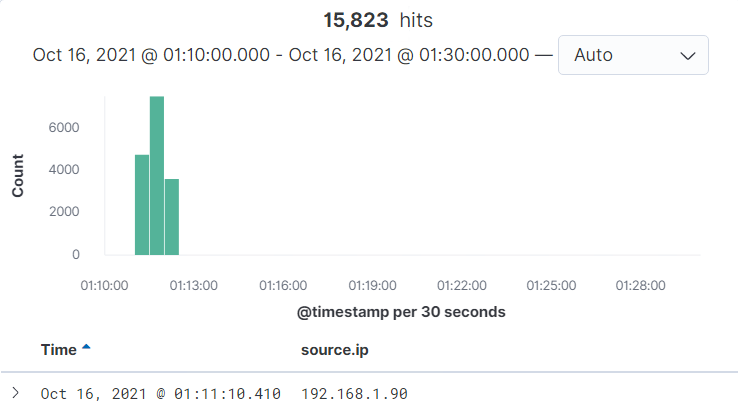 15,823 hits
Oct 16, 2021 @ 01:10:00.000 - Oct 16, 2021 @ 01:30:00.000 — Auto
6000
4000
2000
0
Count
01:10:00 01:13:00 01:16:00 01:19:00 01:22:00 01:25:00 01:28:00
@timestamp per 30 seconds
Time source.ip
Oct 16, 2021 @ 01:11:10.410 192.168.1.90